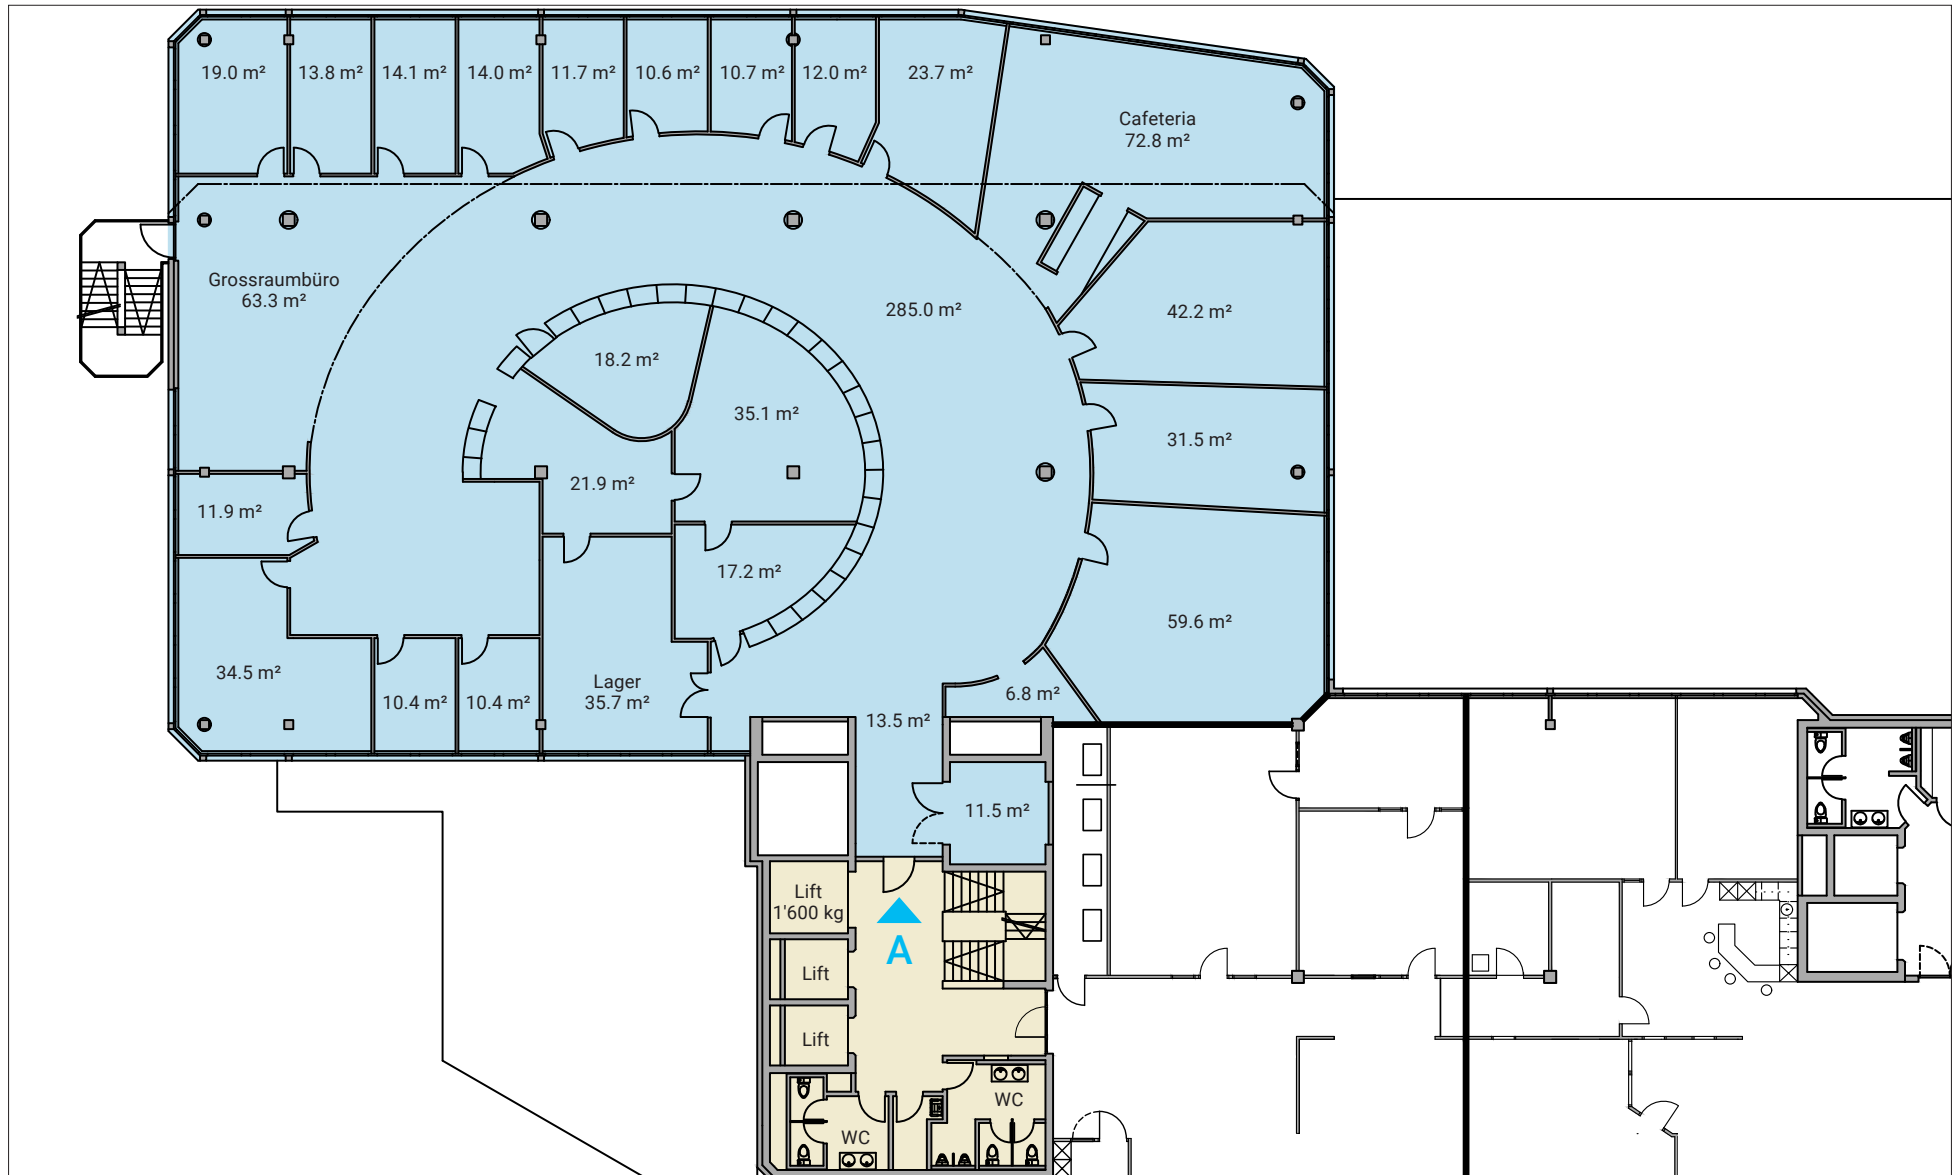 19.0 m²
13.8 m²
14.1 m²
14.0 m²
11.7 m²
10.6 m²
10.7 m²
12.0 m²
23.7 m²
Cafeteria
72.8 m²
Grossraumbüro
63.3 m²
285.0 m²
42.2 m²
18.2 m²
35.1 m²
31.5 m²
21.9 m²
11.9 m²
17.2 m²
59.6 m²
34.5 m²
10.4 m²
10.4 m²
Lager
35.7 m²
6.8 m²
13.5 m²
11.5 m²
Lift
1'600 kg
A
Lift
Lift
WC
WC